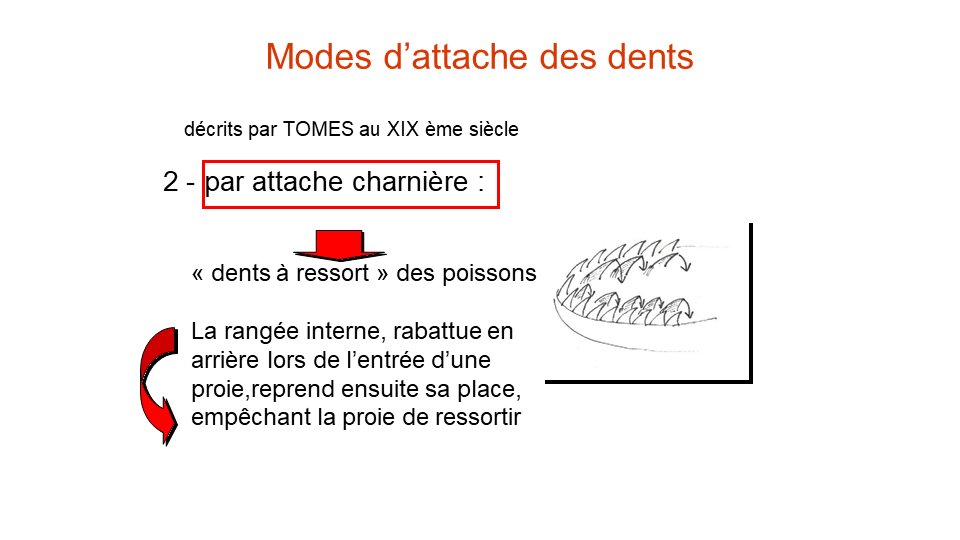 Modes d’attache des dents
décrits par TOMES au XIX ème siècle
2 - par attache charnière :
« dents à ressort » des poissons
La rangée interne, rabattue en
arrière lors de l’entrée d’une
proie,reprend ensuite sa place,
empêchant la proie de ressortir